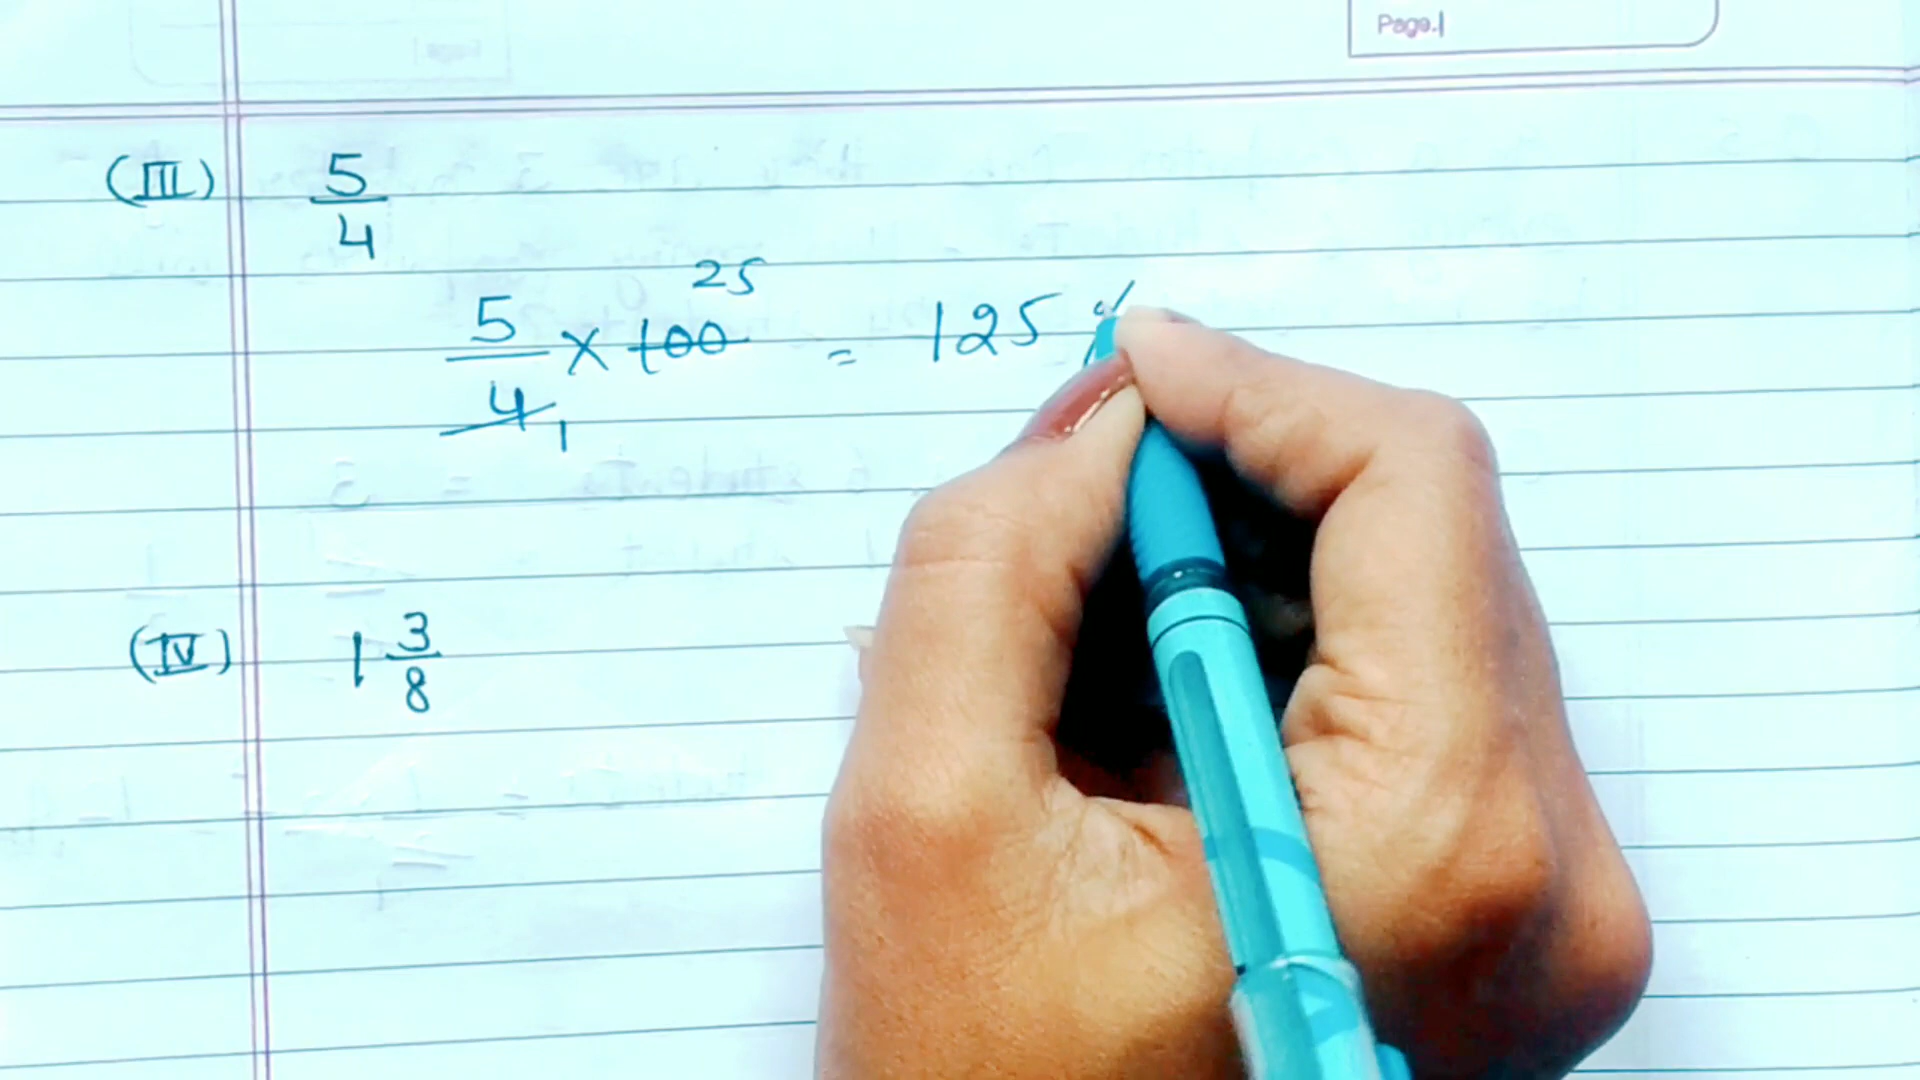 Page.
(III) 5/4
5/4 × 100 25 = 125 %
1
(IV) 1 3/8